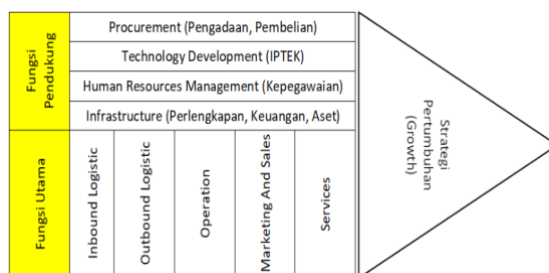 Fungsi
Pendukung
Procurement (Pengadaan, Pembelian)
Technology Development (IPTEK)
Human Resources Management (Kepegawaian)
Infrastructure (Perlengkapan, Keuangan, Aset)
Fungsi Utama
Inbound Logistic
Outbound Logistic
Operation
Marketing And Sales
Services
Strategi
Pertumbuhan
(Growth)